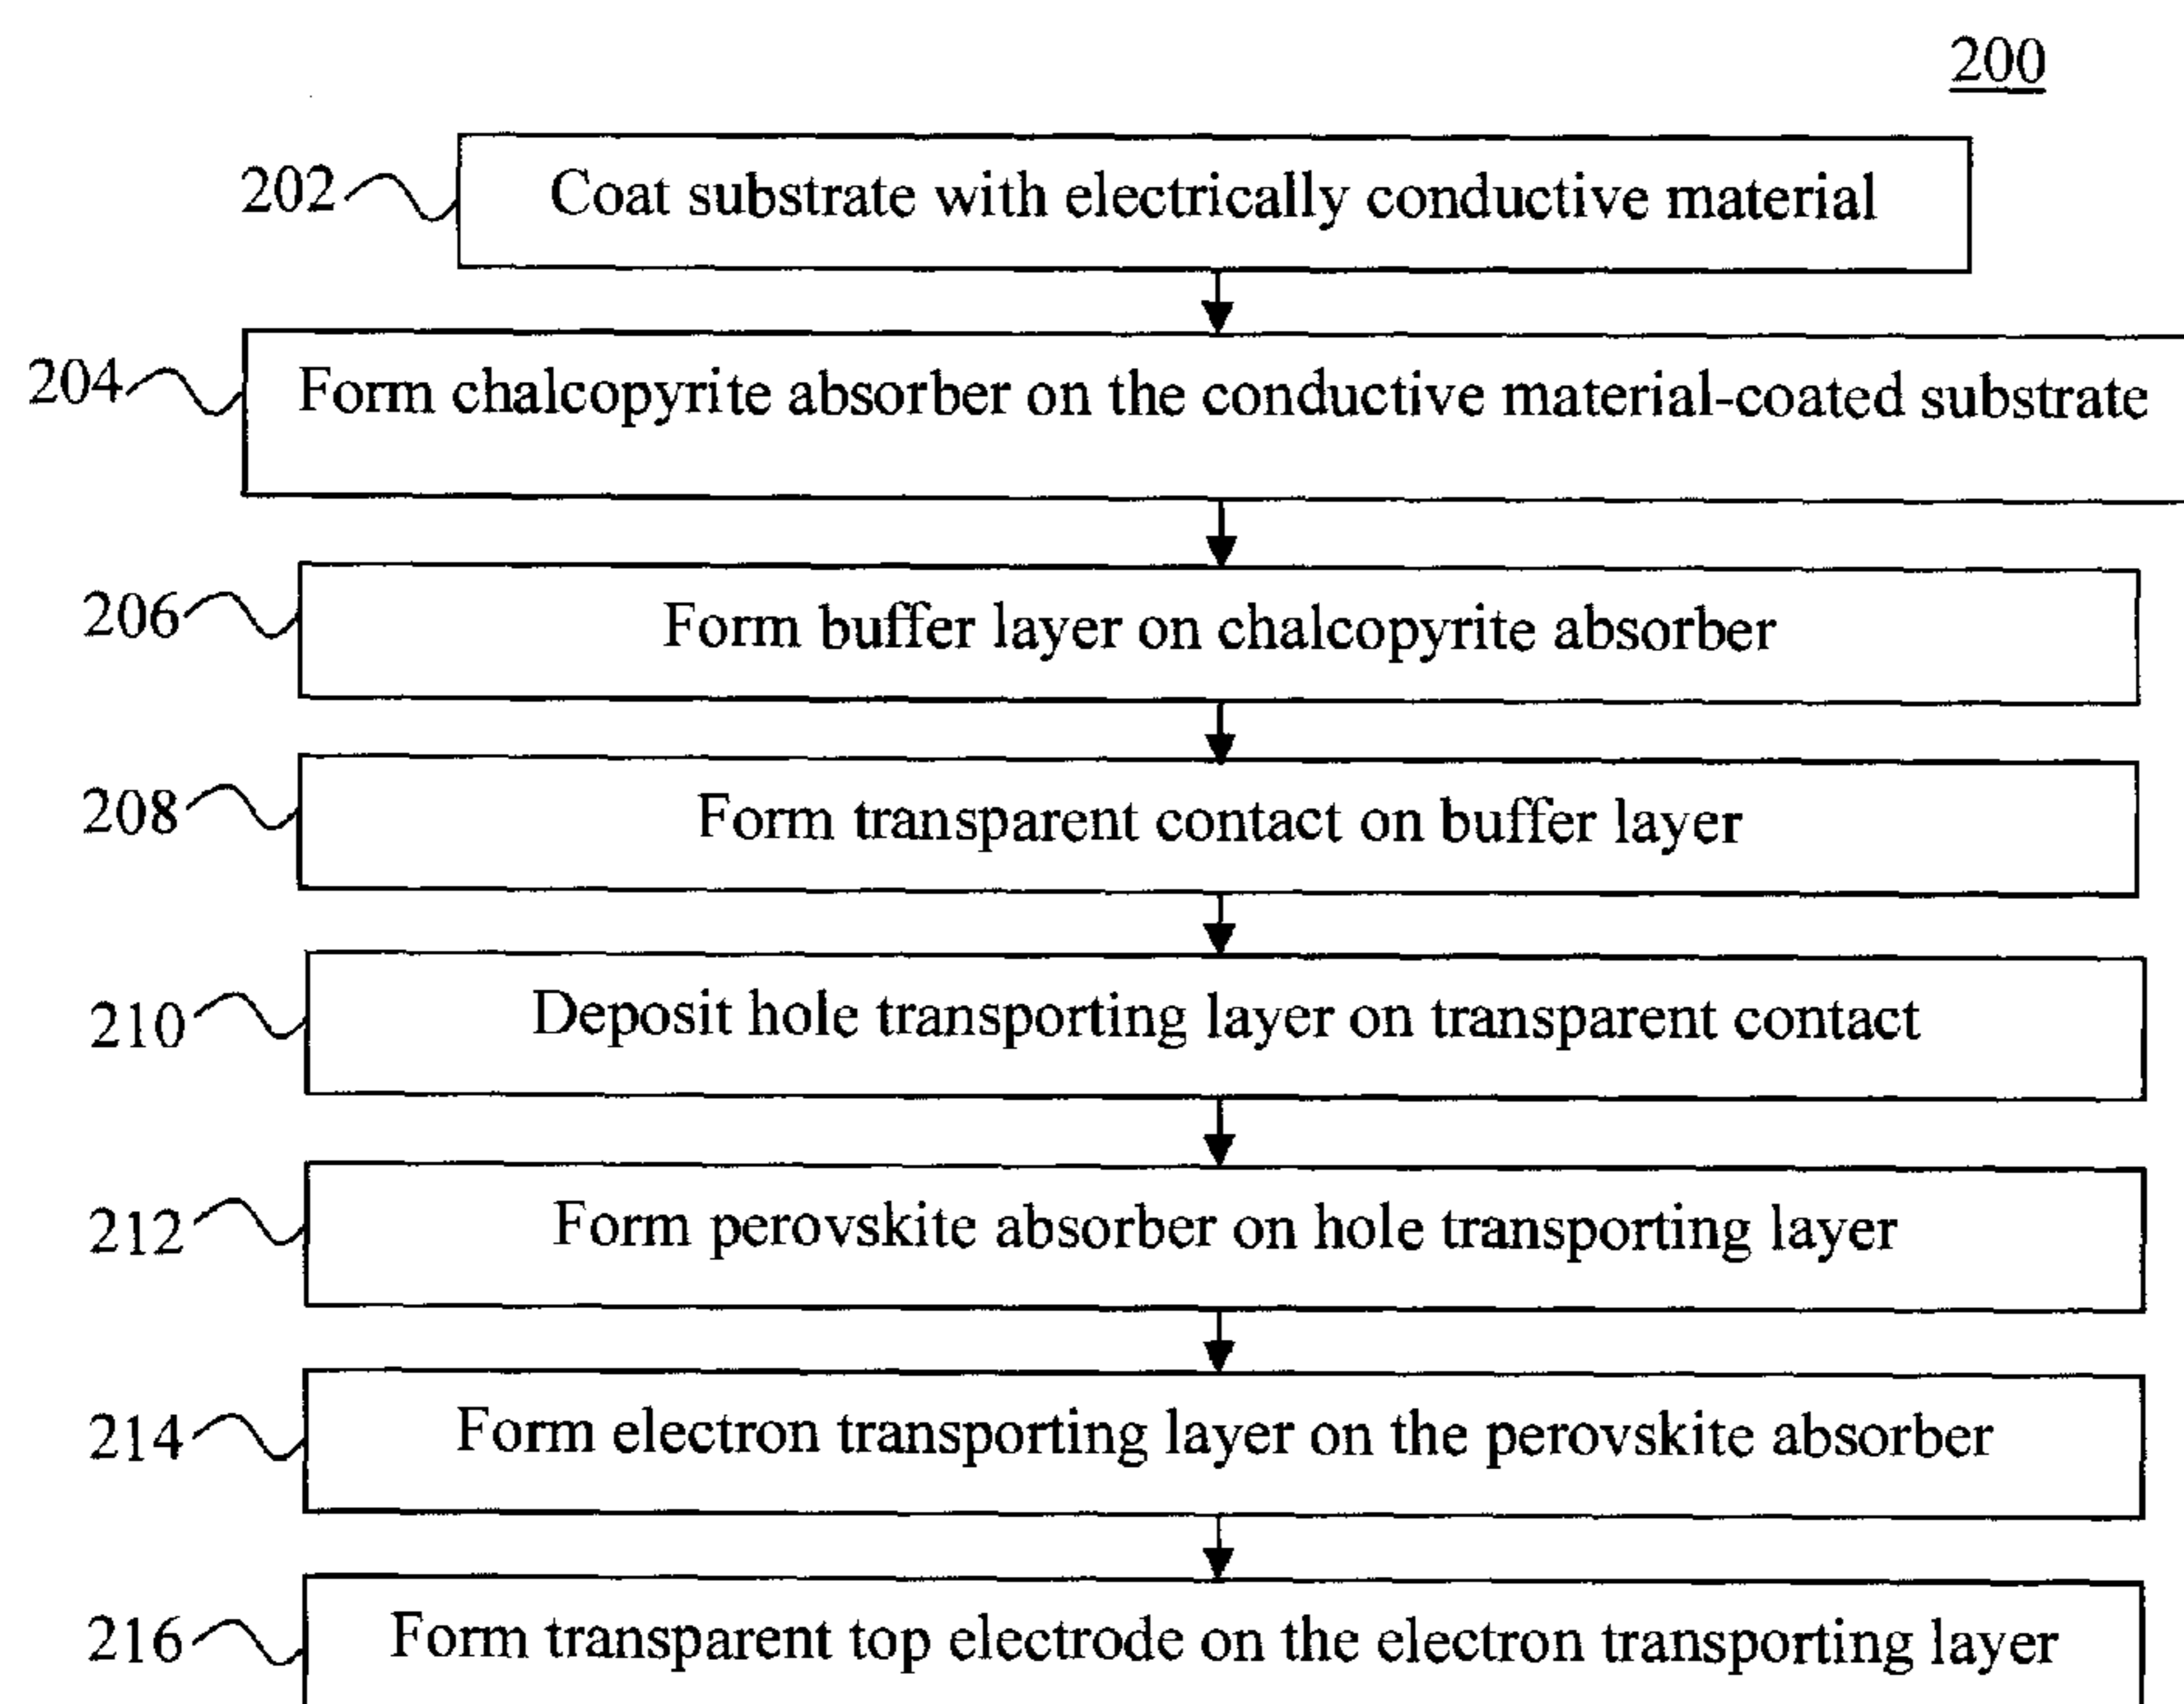 200
202 Coat substrate with electrically conductive material
204 Form chalcopyrite absorber on the conductive material-coated substrate
206 Form buffer layer on chalcopyrite absorber
208 Form transparent contact on buffer layer
210 Deposit hole transporting layer on transparent contact
212 Form perovskite absorber on hole transporting layer
214 Form electron transporting layer on the perovskite absorber
216 Form transparent top electrode on the electron transporting layer